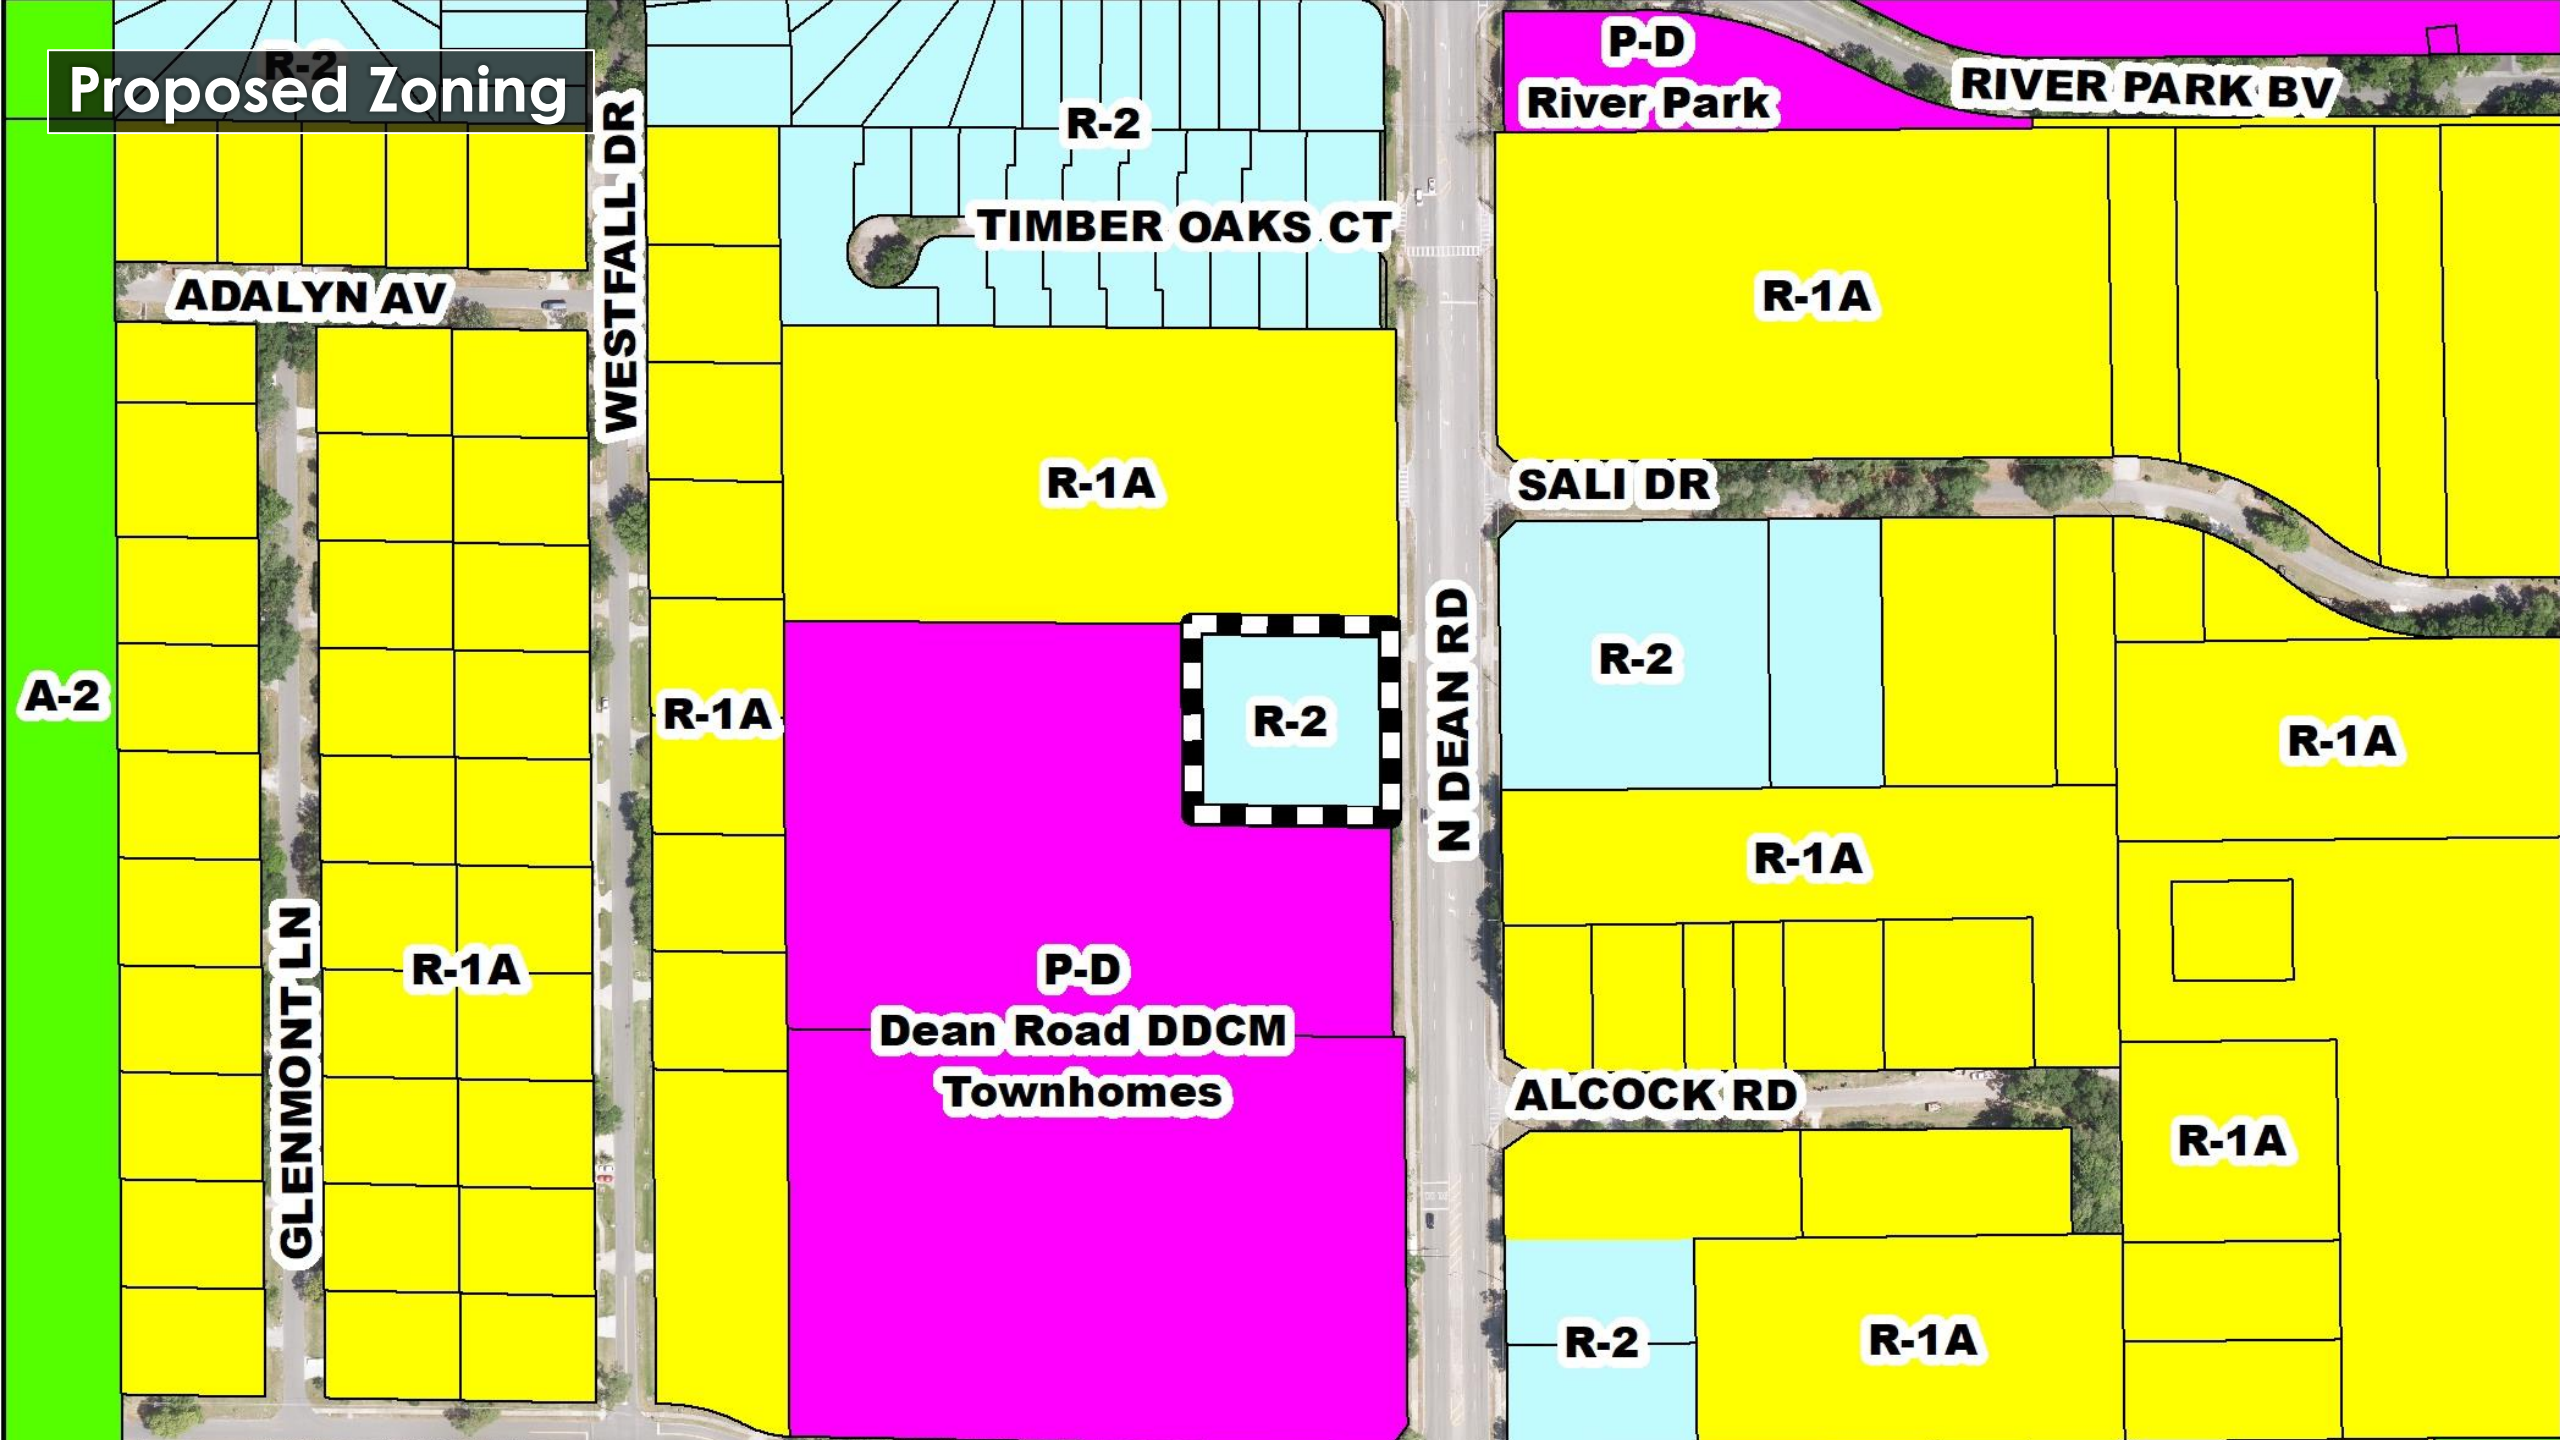 R-2
Proposed Zoning
P-D
River Park
RIVER PARK BV
R-2
WESTFALL DR
TIMBER OAKS CT
ADALYN AV
R-1A
R-1A
SALI DR
A-2
R-1A
R-2
N DEAN RD
R-2
R-1A
R-1A
GLENMONT LN
R-1A
P-D
Dean Road DDCM
Townhomes
ALCOCK RD
R-1A
R-2
R-1A